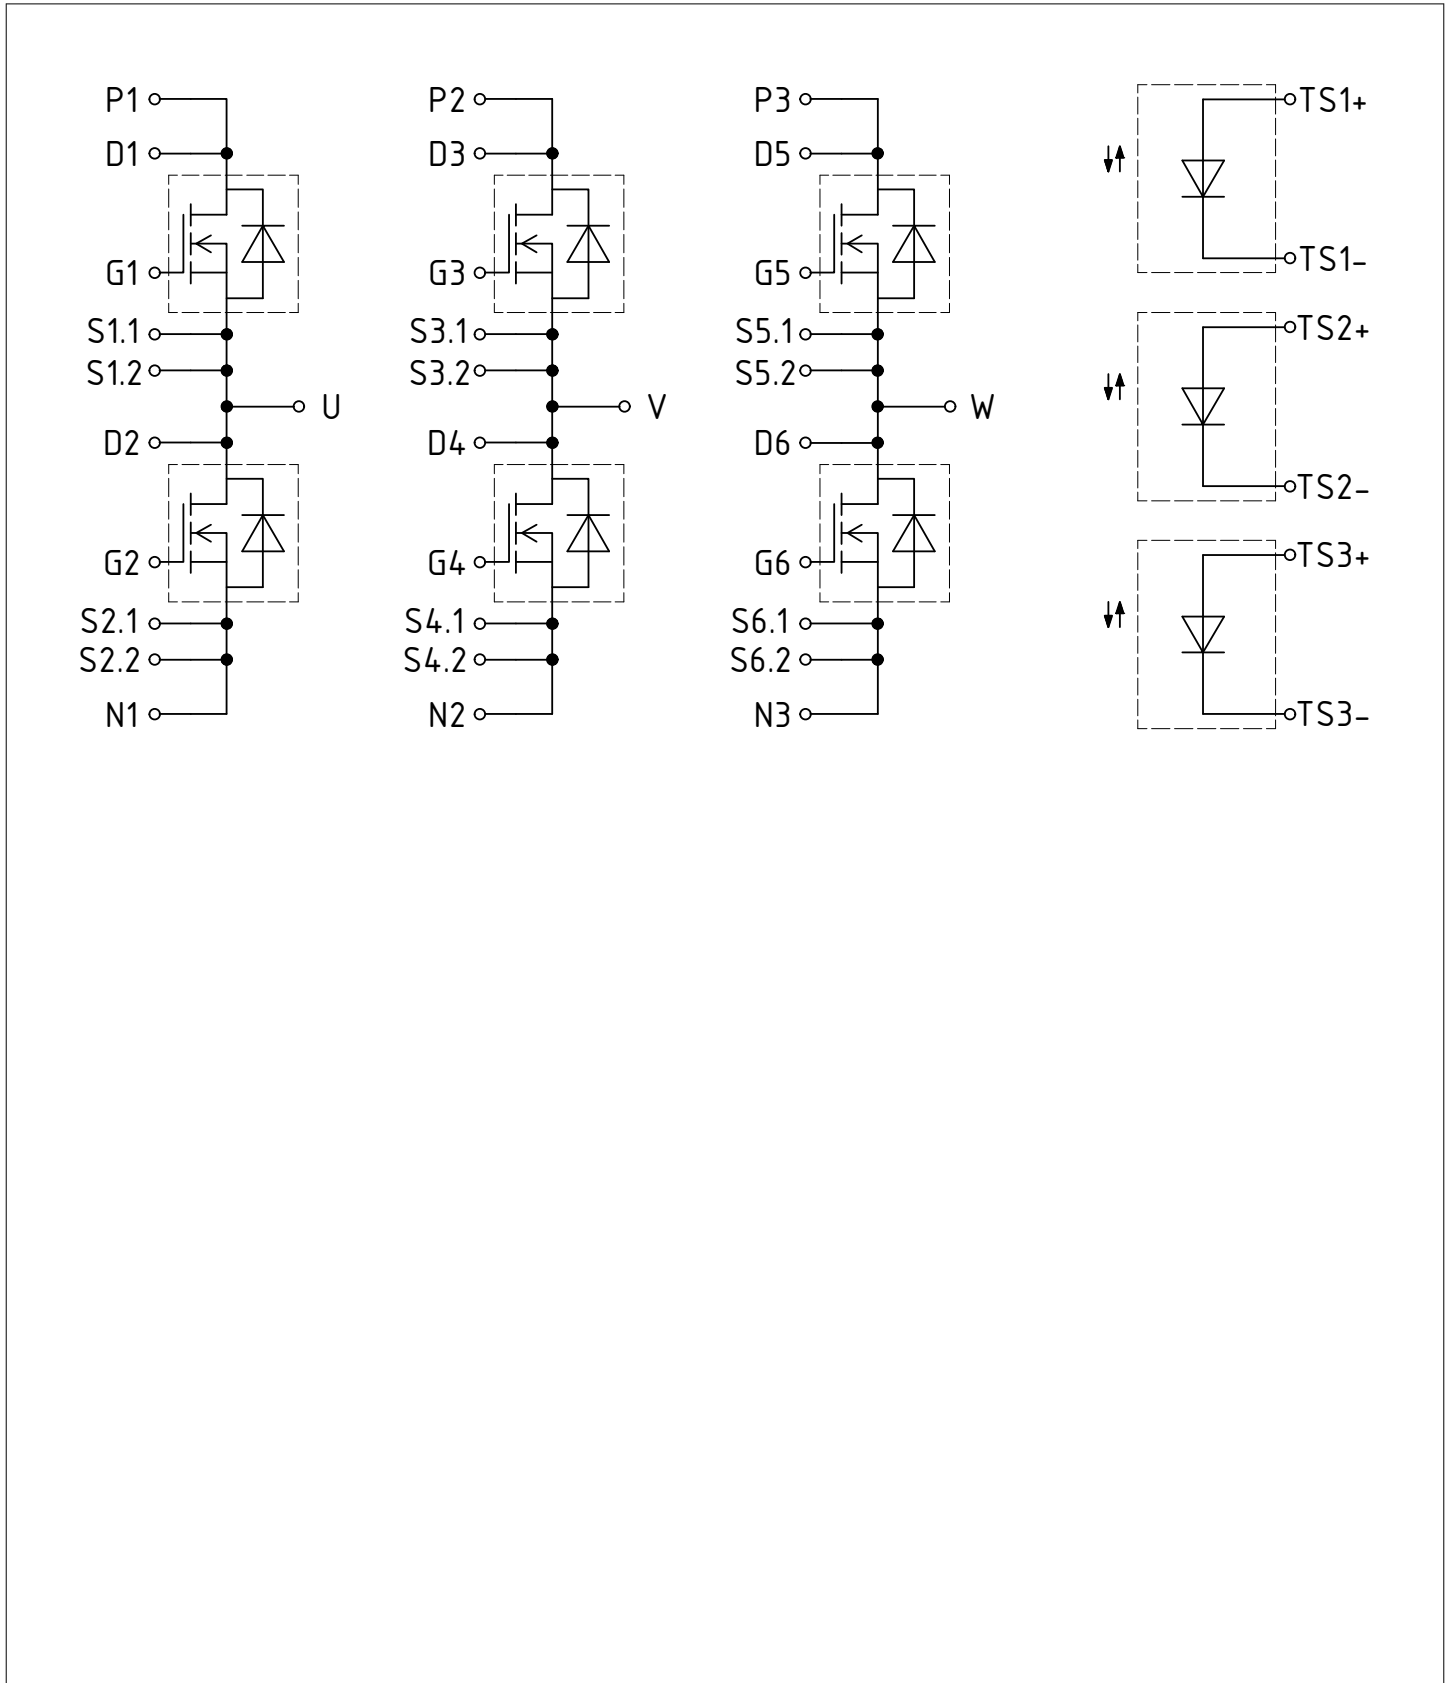 P1
D1
G1
S1.1
S1.2
U
D2
G2
S2.1
S2.2
N1
P2
D3
G3
S3.1
S3.2
V
D4
G4
S4.1
S4.2
N2
P3
D5
G5
S5.1
S5.2
W
D6
G6
S6.1
S6.2
N3
TS1+
TS1-
TS2+
TS2-
TS3+
TS3-